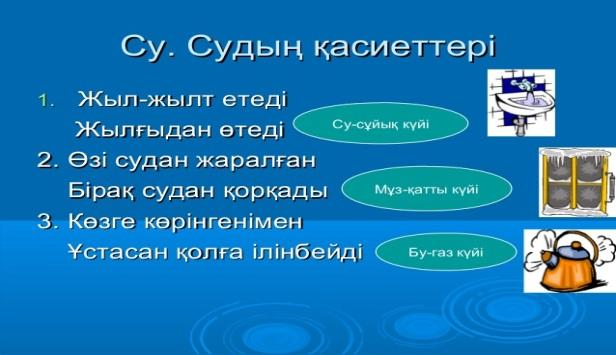 Су. Судың қасиеттері
1. Жыл-жылт етеді
Жылғыдан өтеді
Су-сұйық күйі
2. Өзі судан жаралған
Бірақ судан қорқады
Мұз-қатты күйі
3. Көзге көрінгенімен
Ұстасан қолға ілінбейді
Бу-газ күйі